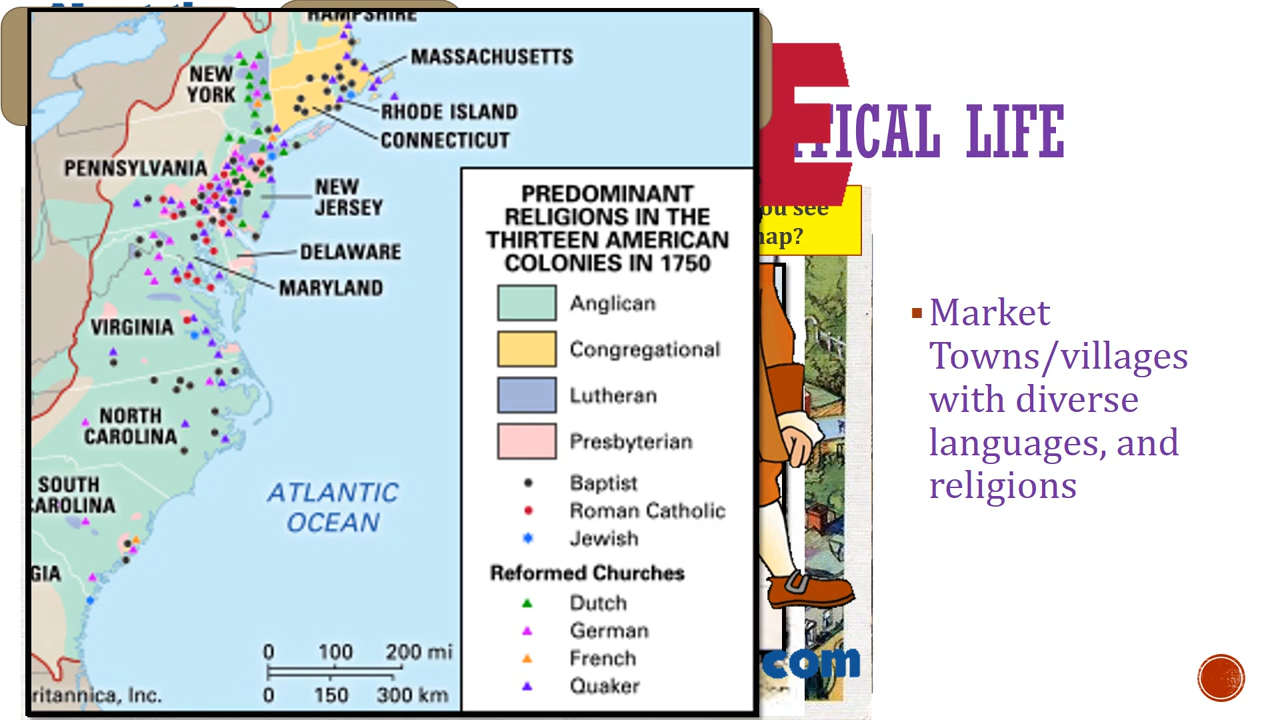 HAMPSHIRE
MASSACHUSETTS
NEW
YORK
RHODE ISLAND
CONNECTICUT
PENNSYLVANIA
NEW
JERSEY
DELAWARE
MARYLAND
VIRGINIA
NORTH
CAROLINA
SOUTH
CAROLINA
GIA
ATLANTIC
OCEAN
0 100 200 mi
0 150 300 km
ritannica, Inc.
PREDOMINANT
RELIGIONS IN THE
THIRTEEN AMERICAN
COLONIES IN 1750
Anglican
Congregational
Lutheran
Presbyterian
Baptist
Roman Catholic
Jewish
Reformed Churches
Dutch
German
French
Quaker
E
TICAL LIFE
ou see
map?
com
▪ Market
Towns/villages
with diverse
languages, and
religions